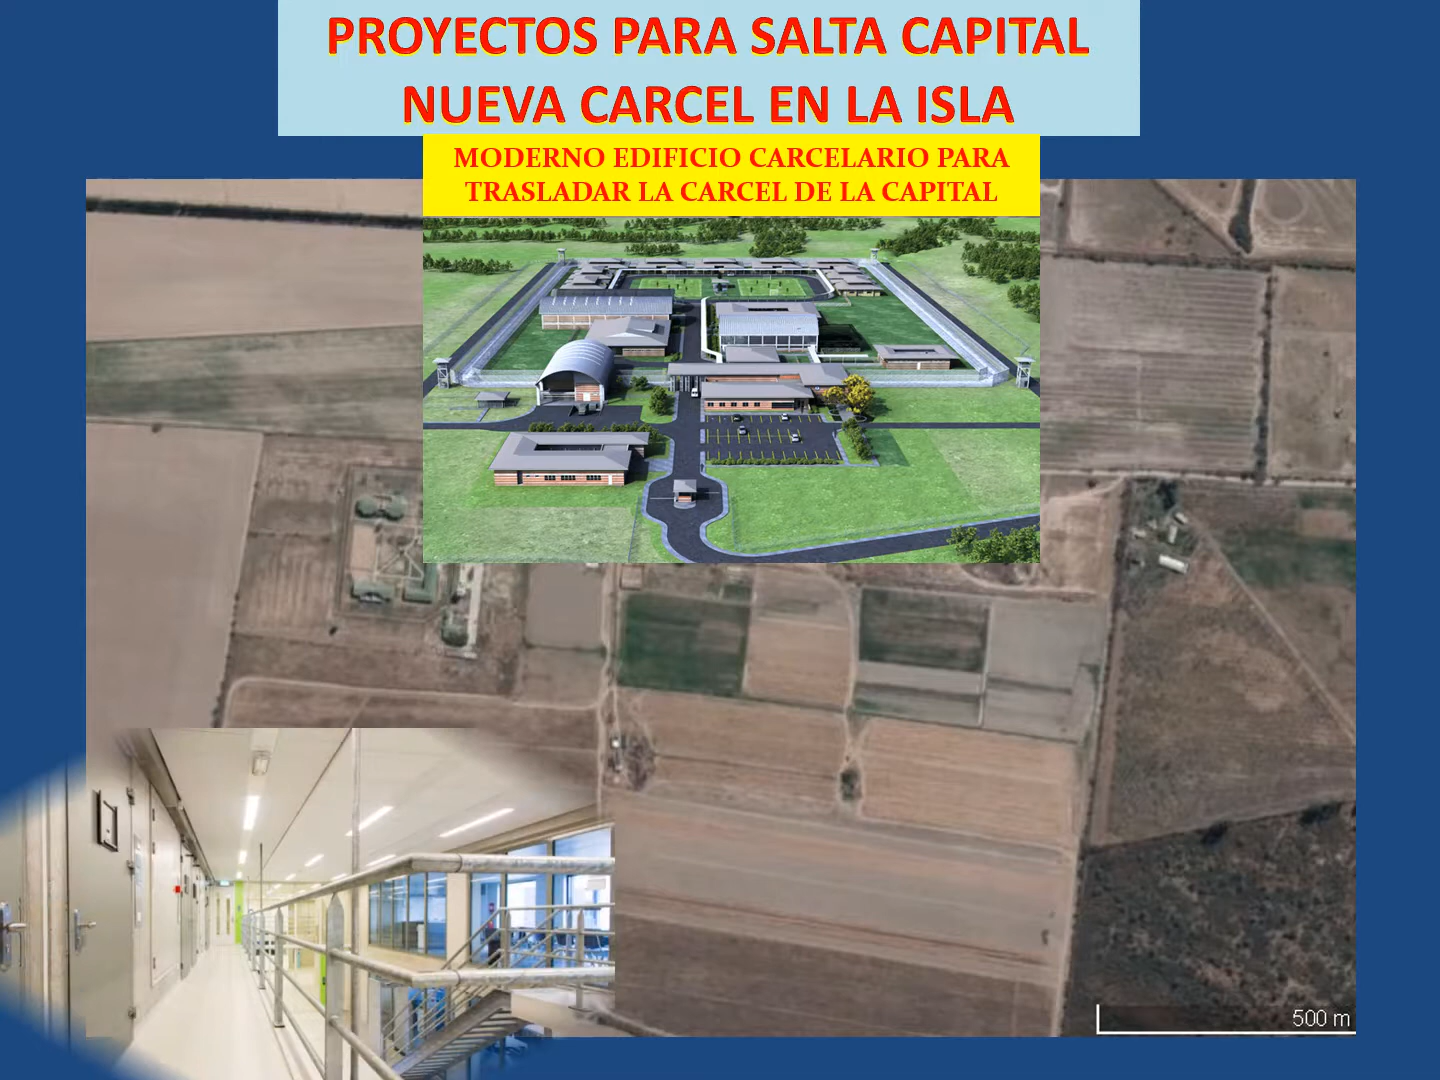 PROYECTOS PARA SALTA CAPITAL
NUEVA CARCEL EN LA ISLA
MODERNO EDIFICIO CARCELARIO PARA
TRASLADAR LA CARCEL DE LA CAPITAL
500 m